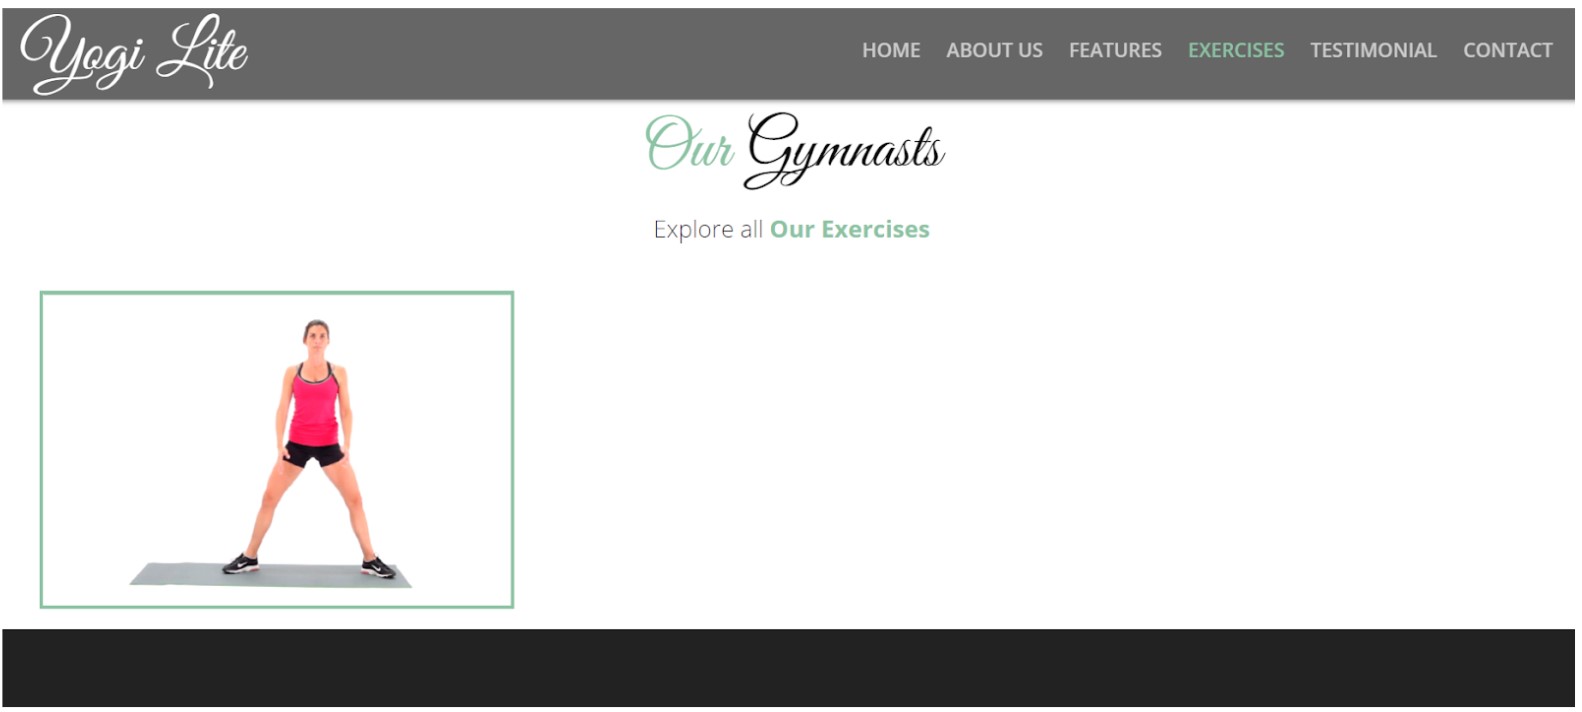 Yogi Lite
HOME ABOUT US FEATURES EXERCISES TESTIMONIAL CONTACT
Our Gymnasts
Explore all Our Exercises